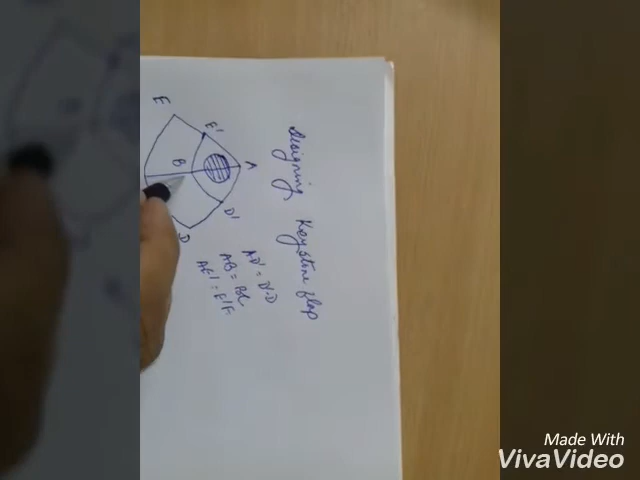 Designing Keystone flap
E
E'
A
B
D'
D
AD' = D'D
AB = BC
AE' = E'E
Made With
VivaVideo